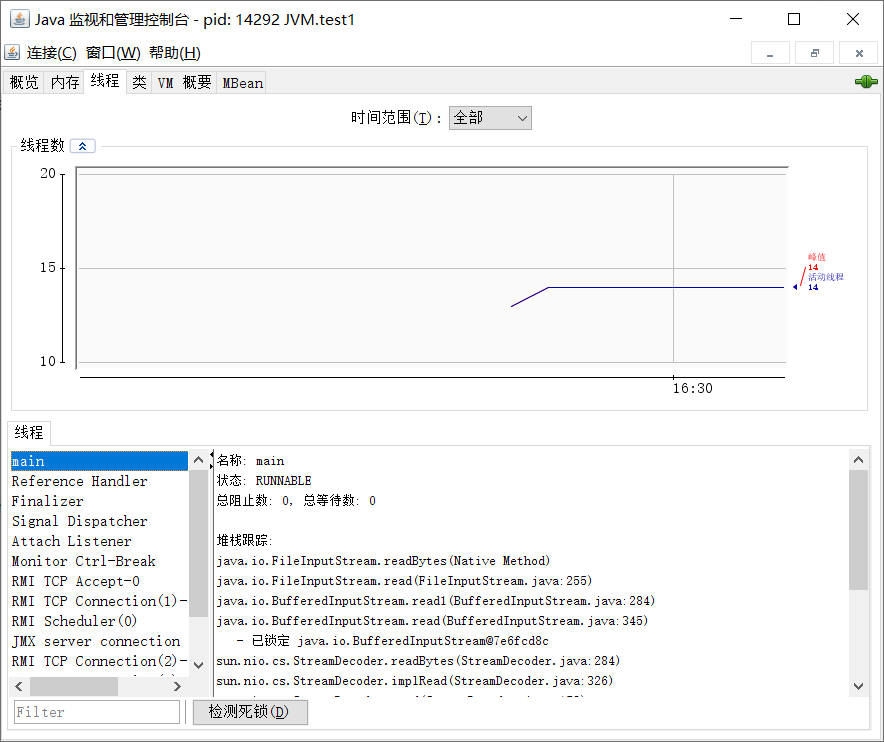 Java 监视和管理控制台 - pid: 14292 JVM.test1
连接(C) 窗口(W) 帮助(H)
概览 内存 线程 类 VM 概要 MBean
时间范围(I): 全部
线程数
20
峰值
14
15
活动线程
14
10
16:30
线程
main
Reference Handler
Finalizer
Signal Dispatcher
Attach Listener
Monitor Ctrl-Break
RMI TCP Accept-0
RMI TCP Connection(1)-
RMI Scheduler(0)
JMX server connection
RMI TCP Connection(2)-
名称: main
状态: RUNNABLE
总阻止数: 0, 总等待数: 0
堆栈跟踪:
java.io.FileInputStream.readBytes(Native Method)
java.io.FileInputStream.read(FileInputStream.java:255)
java.io.BufferedInputStream.read1(BufferedInputStream.java:284)
java.io.BufferedInputStream.read(BufferedInputStream.java:345)
- 已锁定 java.io.BufferedInputStream@7e6fcd8c
sun.nio.cs.StreamDecoder.readBytes(StreamDecoder.java:284)
sun.nio.cs.StreamDecoder.implRead(StreamDecoder.java:326)
Filter
检测死锁(D)